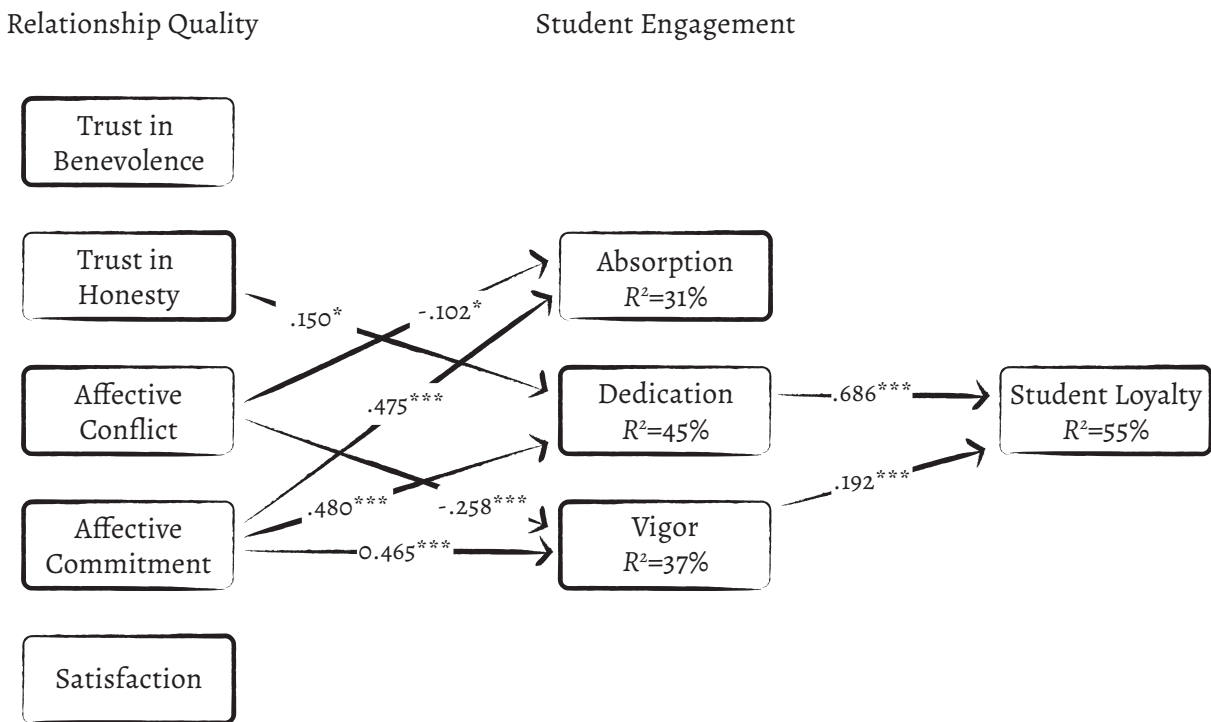 Relationship Quality
Student Engagement
Trust in
Benevolence
Trust in
Honesty
Affective
Conflict
Affective
Commitment
Satisfaction
.150*
-.102*
.475***
.480***
-.258***
0.465***
Absorption
R²=31%
Dedication
R²=45%
Vigor
R²=37%
.686***
.192***
Student Loyalty
R²=55%